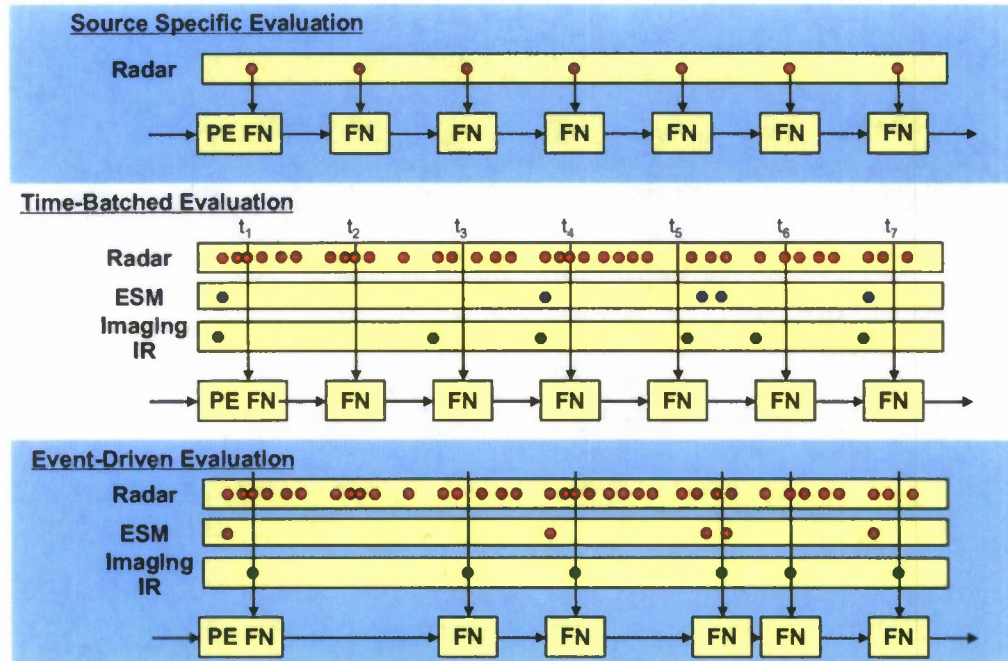 Source Specific Evaluation
Radar
PE FN FN FN FN FN FN FN
Time-Batched Evaluation
t1 t2 t3 t4 t5 t6 t7
Radar
ESM
Imaging
IR
PE FN FN FN FN FN FN FN
Event-Driven Evaluation
Radar
ESM
Imaging
IR
PE FN FN FN FN FN FN